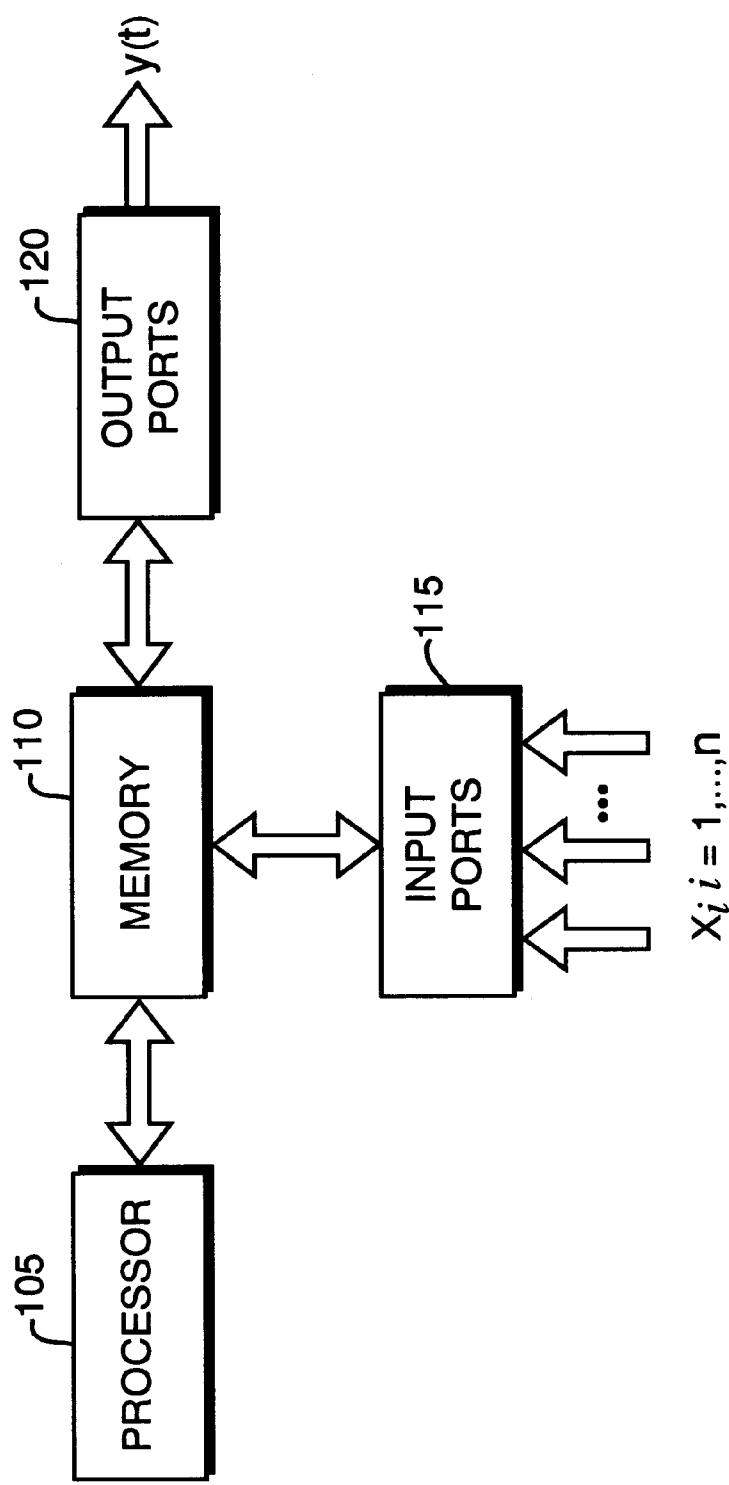 105
PROCESSOR
110
MEMORY
120
OUTPUT
PORTS
y(t)
115
INPUT
PORTS
...
X_i i = 1,...,n